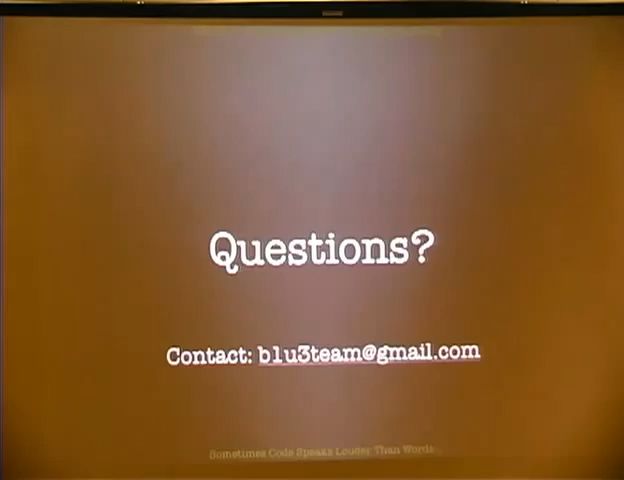 Questions?
Contact: blu3team@gmail.com
Sometimes Code Speaks Louder Than Words